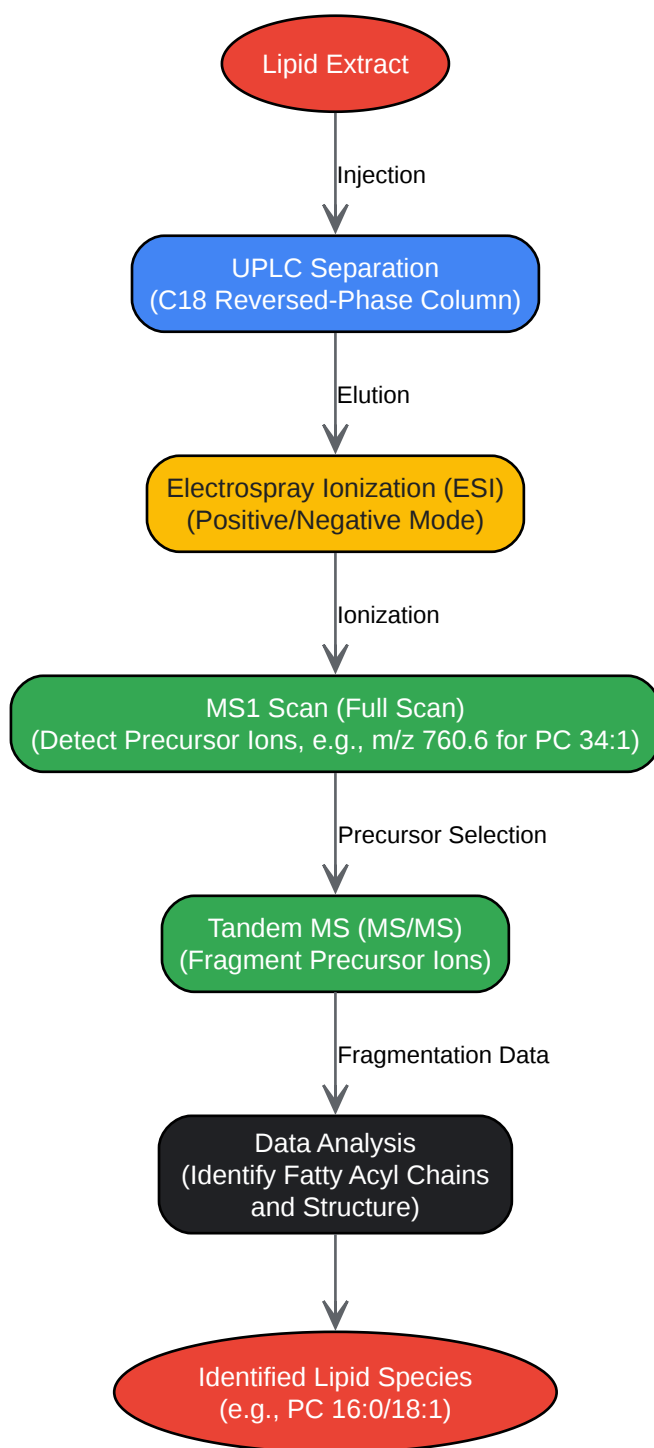 Lipid Extract
Injection
UPLC Separation
(C18 Reversed-Phase Column)
Elution
Electrospray Ionization (ESI)
(Positive/Negative Mode)
Ionization
MS1 Scan (Full Scan)
(Detect Precursor Ions, e.g., m/z 760.6 for PC 34:1)
Precursor Selection
Tandem MS (MS/MS)
(Fragment Precursor Ions)
Fragmentation Data
Data Analysis
(Identify Fatty Acyl Chains
and Structure)
Identified Lipid Species
(e.g., PC 16:0/18:1)